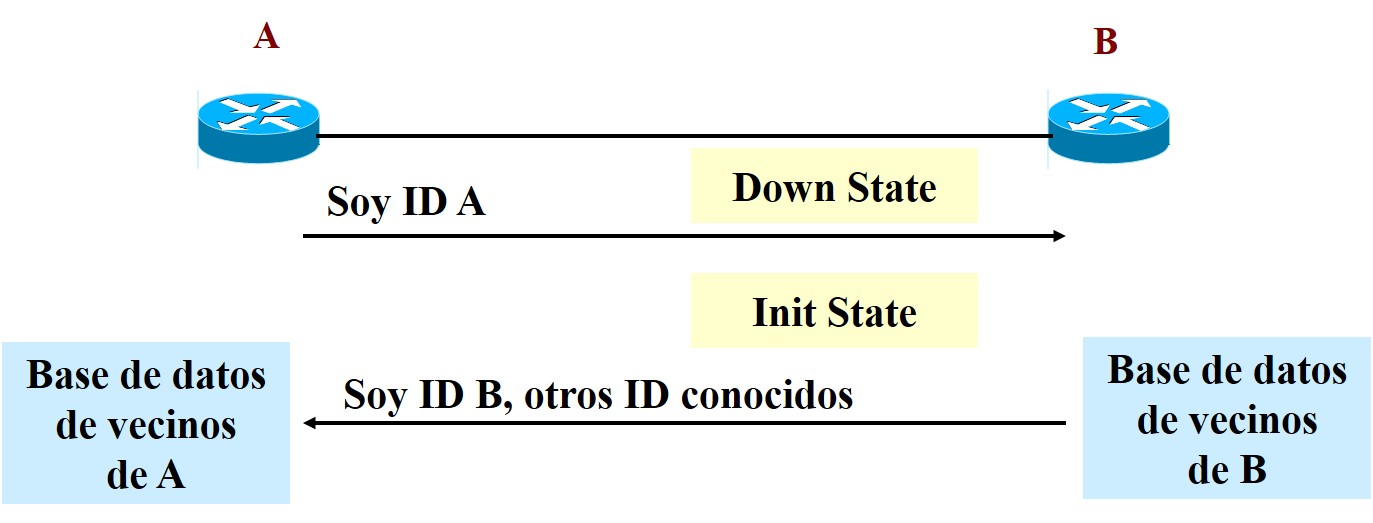 A
B
Down State
Soy ID A
Init State
Base de datos
de vecinos
de A
Soy ID B, otros ID conocidos
Base de datos
de vecinos
de B